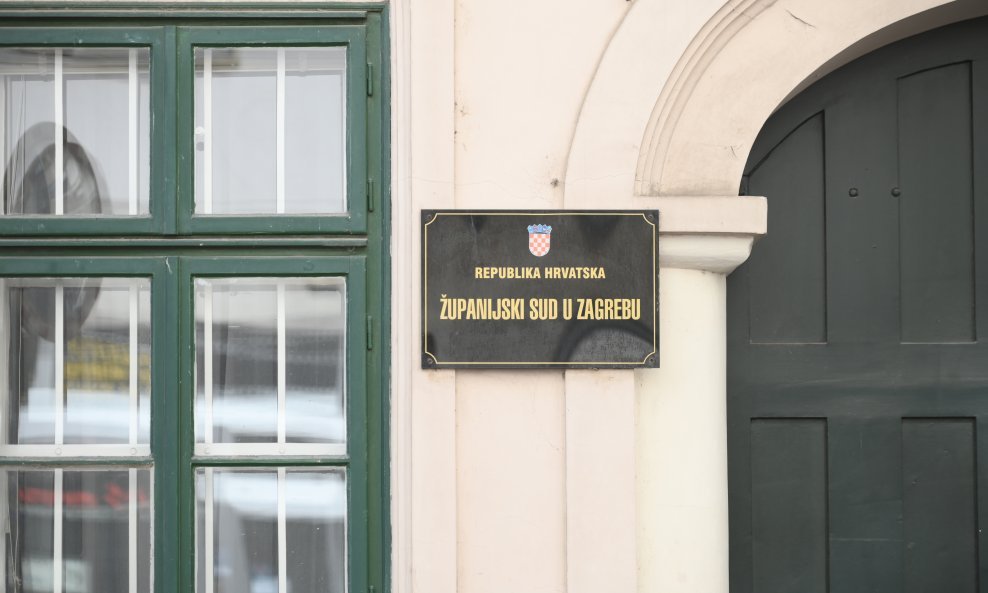 REPUBLIKA HRVATSKA
ŽUPANIJSKI SUD U ZAGREBU